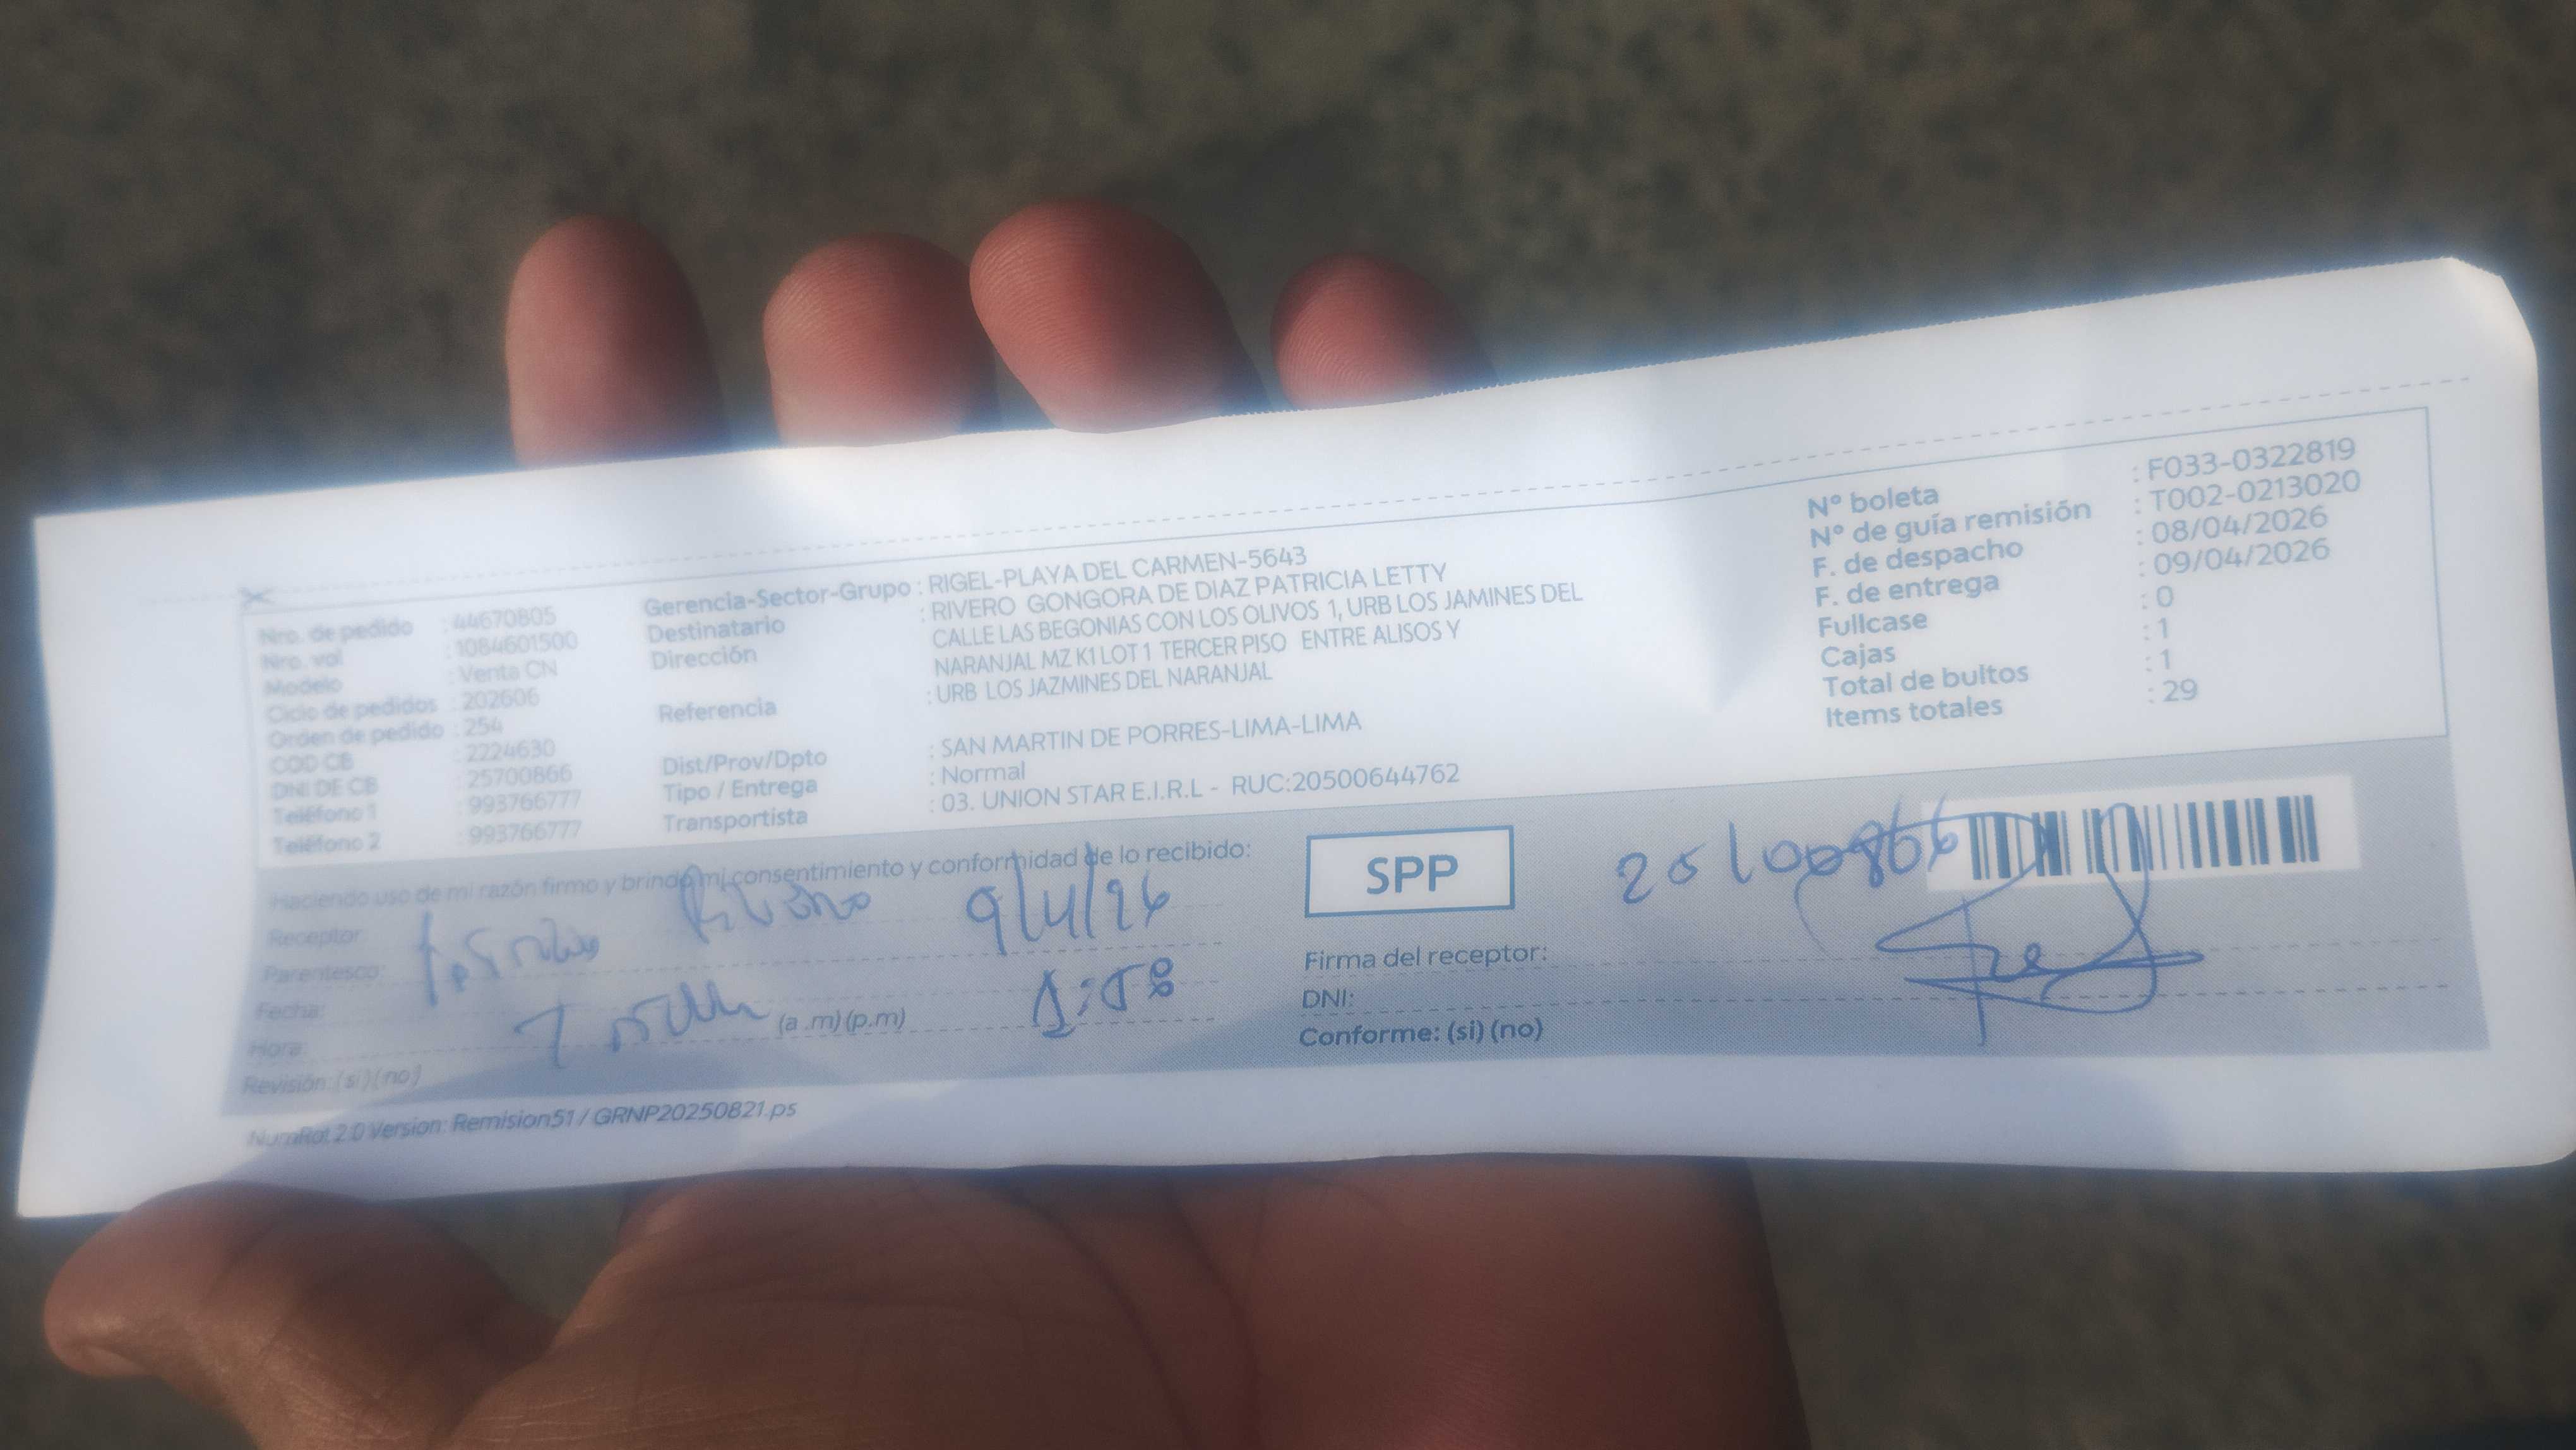 Nro. de pedido : 44670805
Nro. vol : 1084601500
Modelo : Venta CN
Ciclo de pedidos : 202606
Orden de pedido : 254
COD CB : 2224630
DNI DE CB : 25700866
Teléfono 1 : 993766777
Teléfono 2 : 993766777
Gerencia-Sector-Grupo : RIGEL-PLAYA DEL CARMEN-5643
Destinatario : RIVERO GONGORA DE DIAZ PATRICIA LETTY
Dirección CALLE LAS BEGONIAS CON LOS OLIVOS 1, URB LOS JAMINES DEL
NARANJAL MZ K1 LOT 1 TERCER PISO ENTRE ALISOS Y
Referencia : URB LOS JAZMINES DEL NARANJAL
Dist/Prov/Dpto : SAN MARTIN DE PORRES-LIMA-LIMA
Tipo / Entrega : Normal
Transportista : 03. UNION STAR E.I.R.L - RUC:20500644762
N° boleta : F033-0322819
N° de guía remisión : T002-0213020
F. de despacho : 08/04/2026
F. de entrega : 09/04/2026
Fullcase : 0
Cajas : 1
Total de bultos : 1
Items totales : 29
Haciendo uso de mi razón firmo y brindo mi consentimiento y conformidad de lo recibido:
Receptor: Rivero 9/4/26
Parentesco:
Fecha:
Hora: (a .m) (p.m)
Revisión: (si) (no)
SPP
Firma del receptor:
DNI:
Conforme: (si) (no)
NumRot 2.0 Version: Remision51 / GRNP20250821.ps